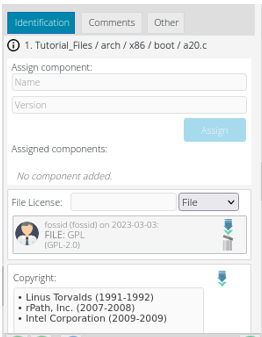 Identification Comments Other
1. Tutorial_Files / arch / x86 / boot / a20.c
Assign component:
Name
Version
Assign
Assigned components:
No component added.
File License: File
fossid (fossid) on 2023-03-03:
FILE: GPL
(GPL-2.0)
Copyright:
• Linus Torvalds (1991-1992)
• rPath, Inc. (2007-2008)
• Intel Corporation (2009-2009)